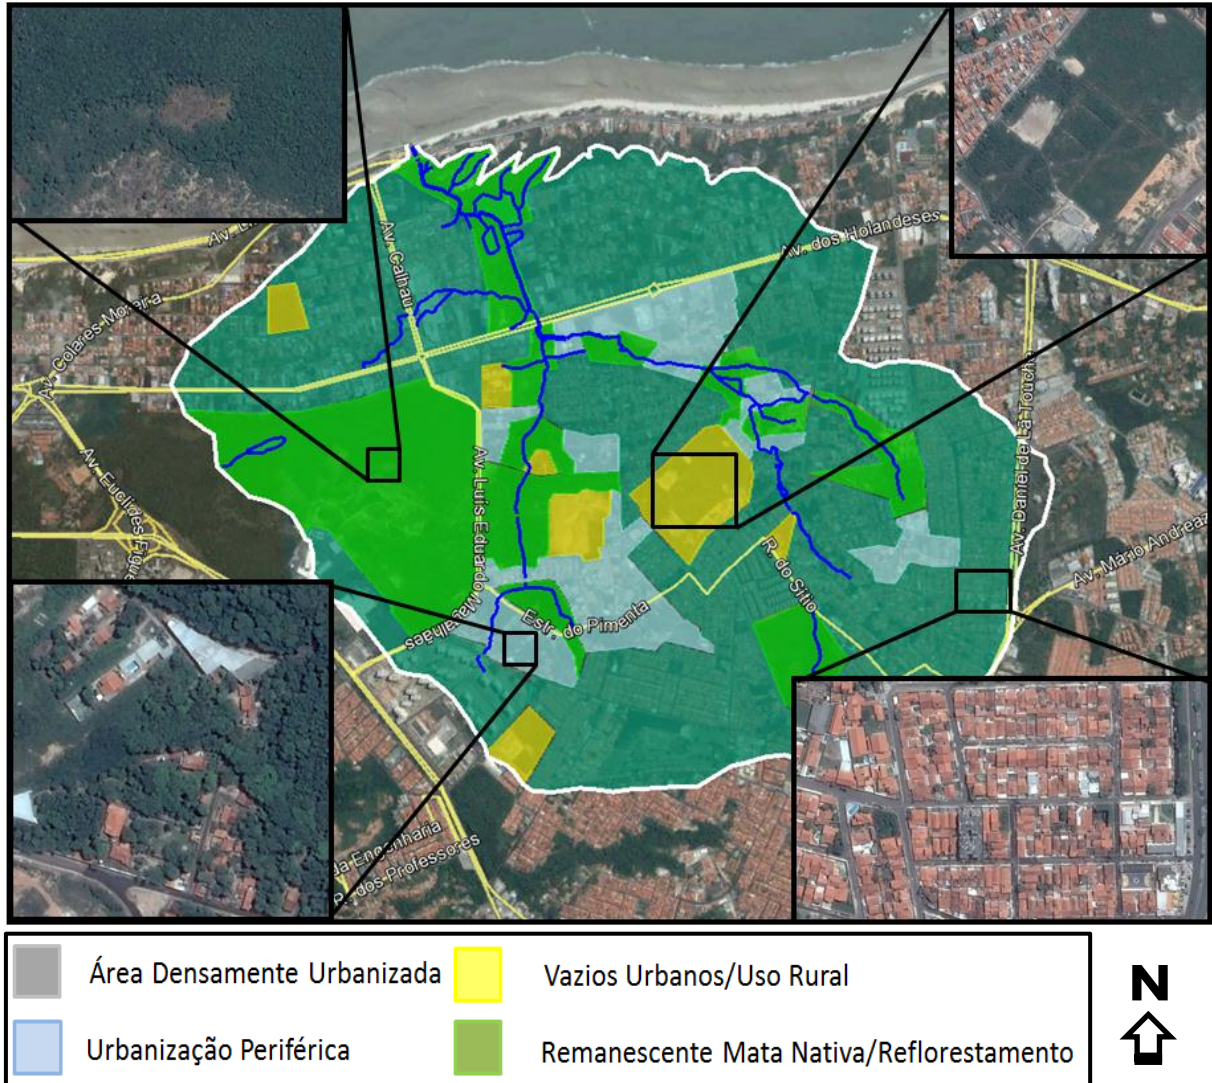 Av. dos Holandeses
Av. Calhau
Av. Colares Moreira
Av. Daniel de La Touche
Av. Euclides Figue
Av. Luís Eduardo Magalhães
Av. Mário Andreaz
R. do Sítio
Estr. do Pimenta
da Engenharia
R. dos Professores
Área Densamente Urbanizada
Vazios Urbanos/Uso Rural
Urbanização Periférica
Remanescente Mata Nativa/Reflorestamento
N